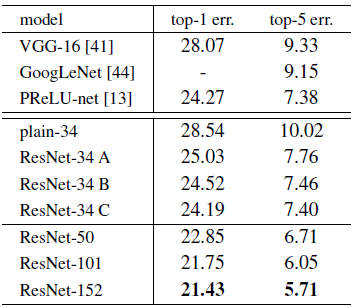 model top-1 err. top-5 err.
VGG-16 [41] 28.07 9.33
GoogLeNet [44] - 9.15
PReLU-net [13] 24.27 7.38
plain-34 28.54 10.02
ResNet-34 A 25.03 7.76
ResNet-34 B 24.52 7.46
ResNet-34 C 24.19 7.40
ResNet-50 22.85 6.71
ResNet-101 21.75 6.05
ResNet-152 21.43 5.71